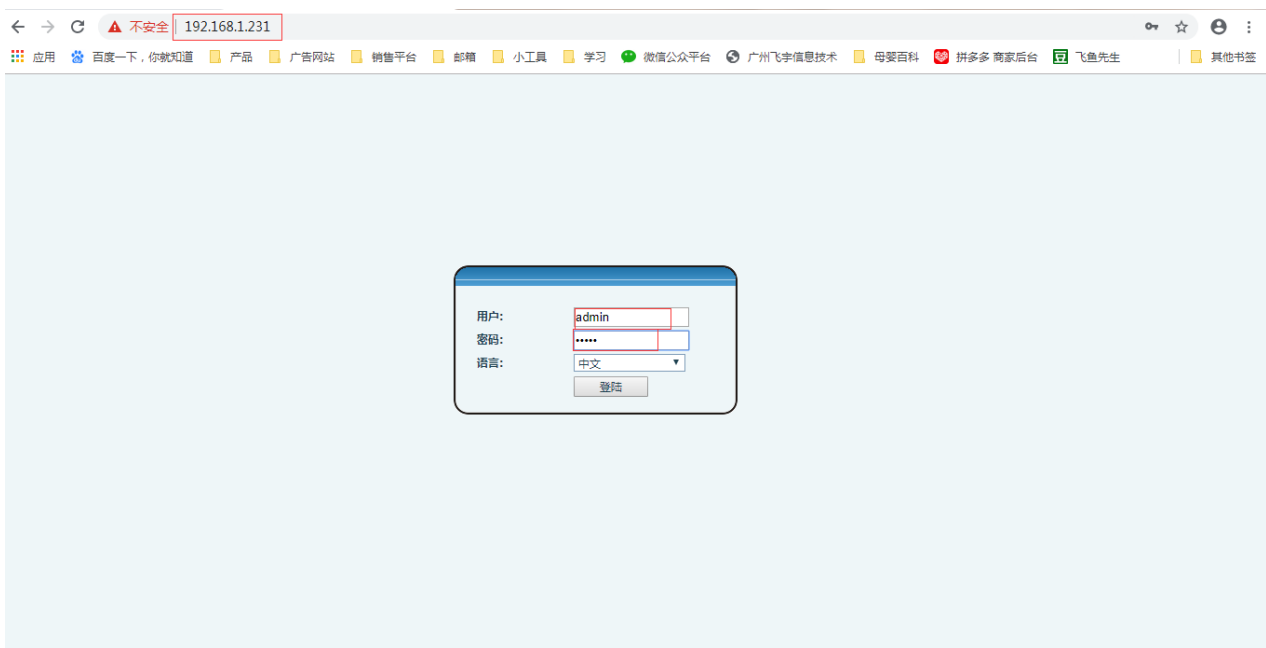 不安全 192.168.1.231
应用 百度一下，你就知道 产品 广告网站 销售平台 邮箱 小工具 学习 微信公众平台 广州飞宇信息技术 母婴百科 拼多多 商家后台 飞鱼先生 其他书签
用户: admin
密码: •••••
语言: 中文
登陆